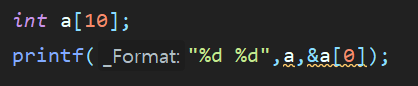 int a[10];
printf( _Format: "%d %d",a,&a[0]);